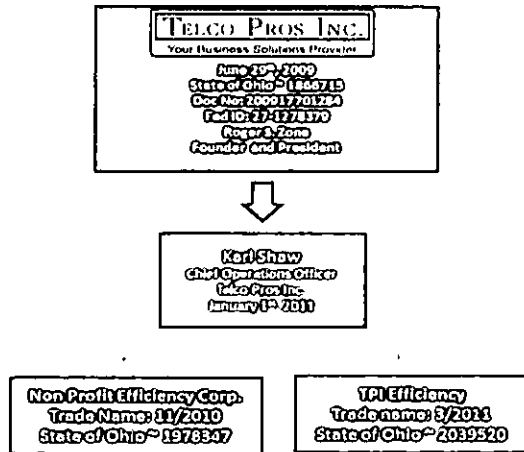 TELCO PROS INC.
Your Business Solutions Provider
June 29th, 2009
State of Ohio ~ 1866715
Doc No: 200917701284
Fed ID: 27-1278370
Roger S. Zona
Founder and President
Karl Shaw
Chief Operations Officer
Telco Pros Inc.
January 1st 2011
Non Profit Efficiency Corp.
Trade Name: 11/2010
State of Ohio ~ 1978347
TPI Efficiency
Trade name: 3/2011
State of Ohio ~ 2039520